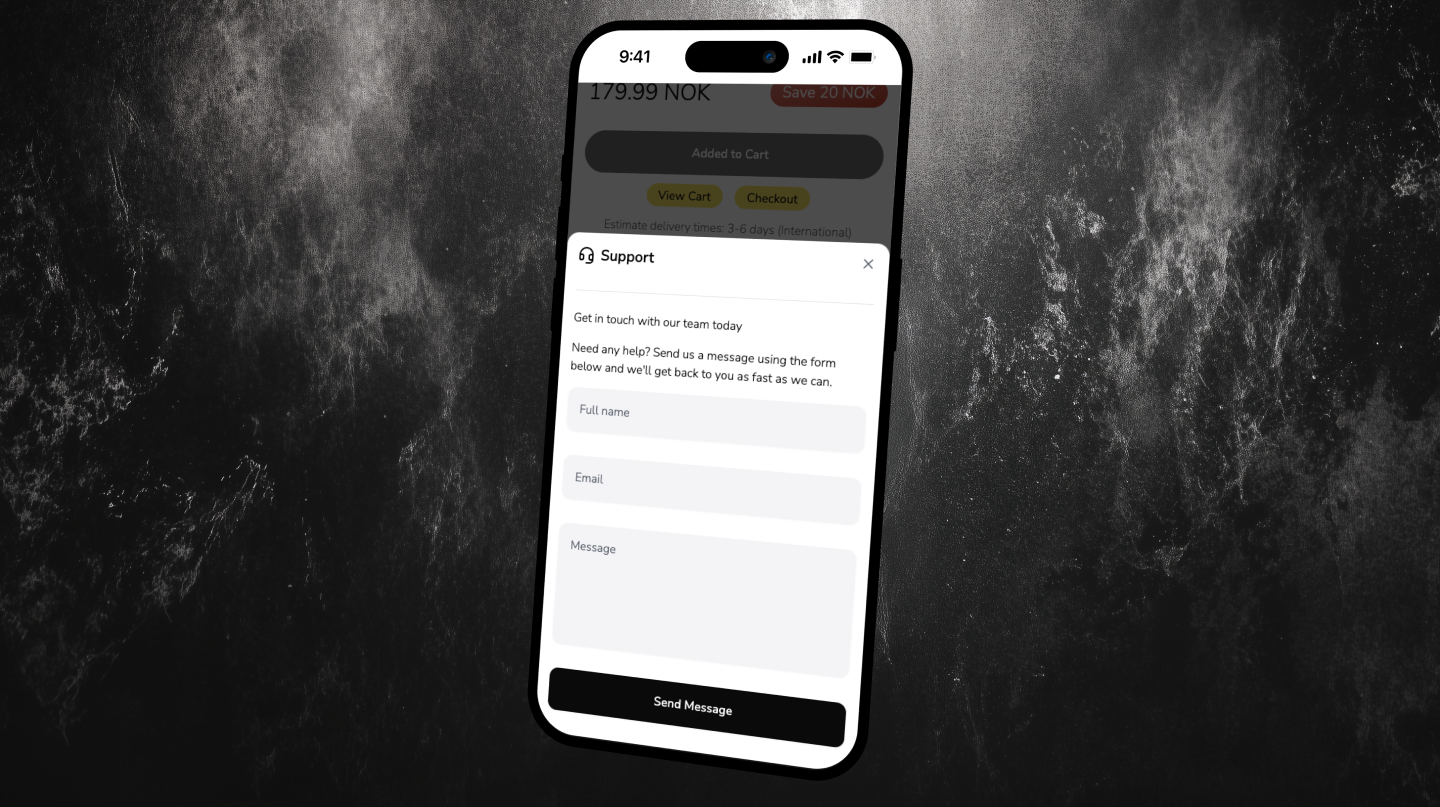 9:41
179.99 NOK
Save 20 NOK
Added to Cart
View Cart
Checkout
Estimate delivery times: 3-6 days (International)
Support
Get in touch with our team today
Need any help? Send us a message using the form
below and we'll get back to you as fast as we can.
Full name
Email
Message
Send Message